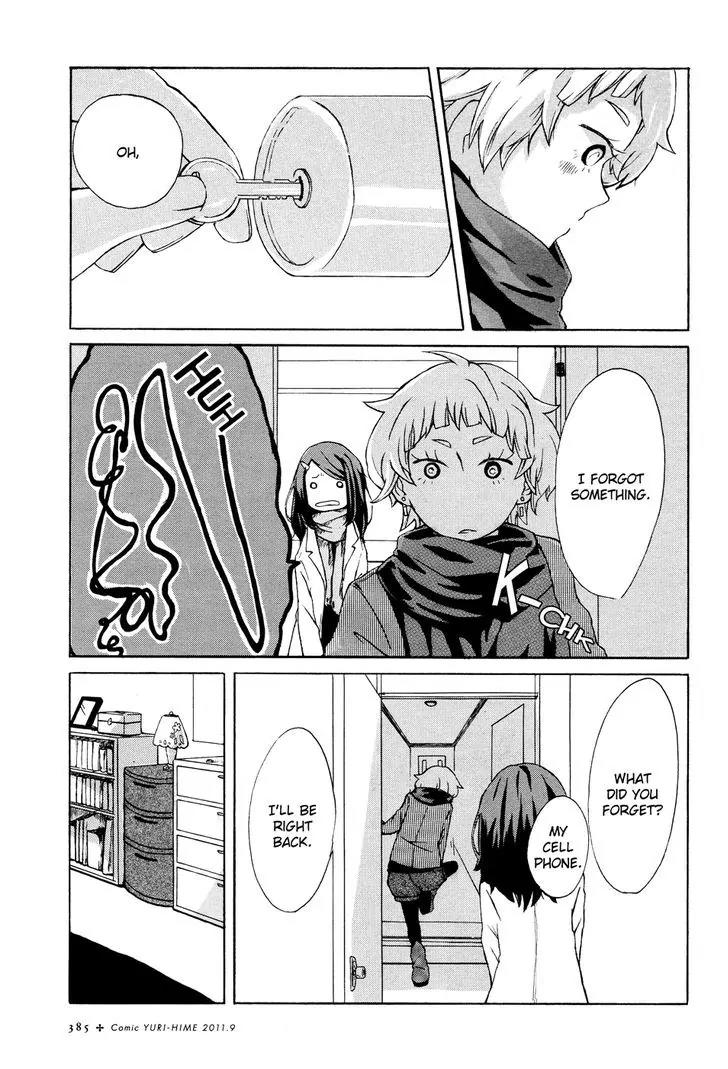 OH,
I FORGOT
SOMETHING.
K-CHK
HUH
WHAT
DID YOU
FORGET?
MY
CELL
PHONE.
I'LL BE
RIGHT
BACK.
385 ✢ Comic YURI-HIME 2011.9